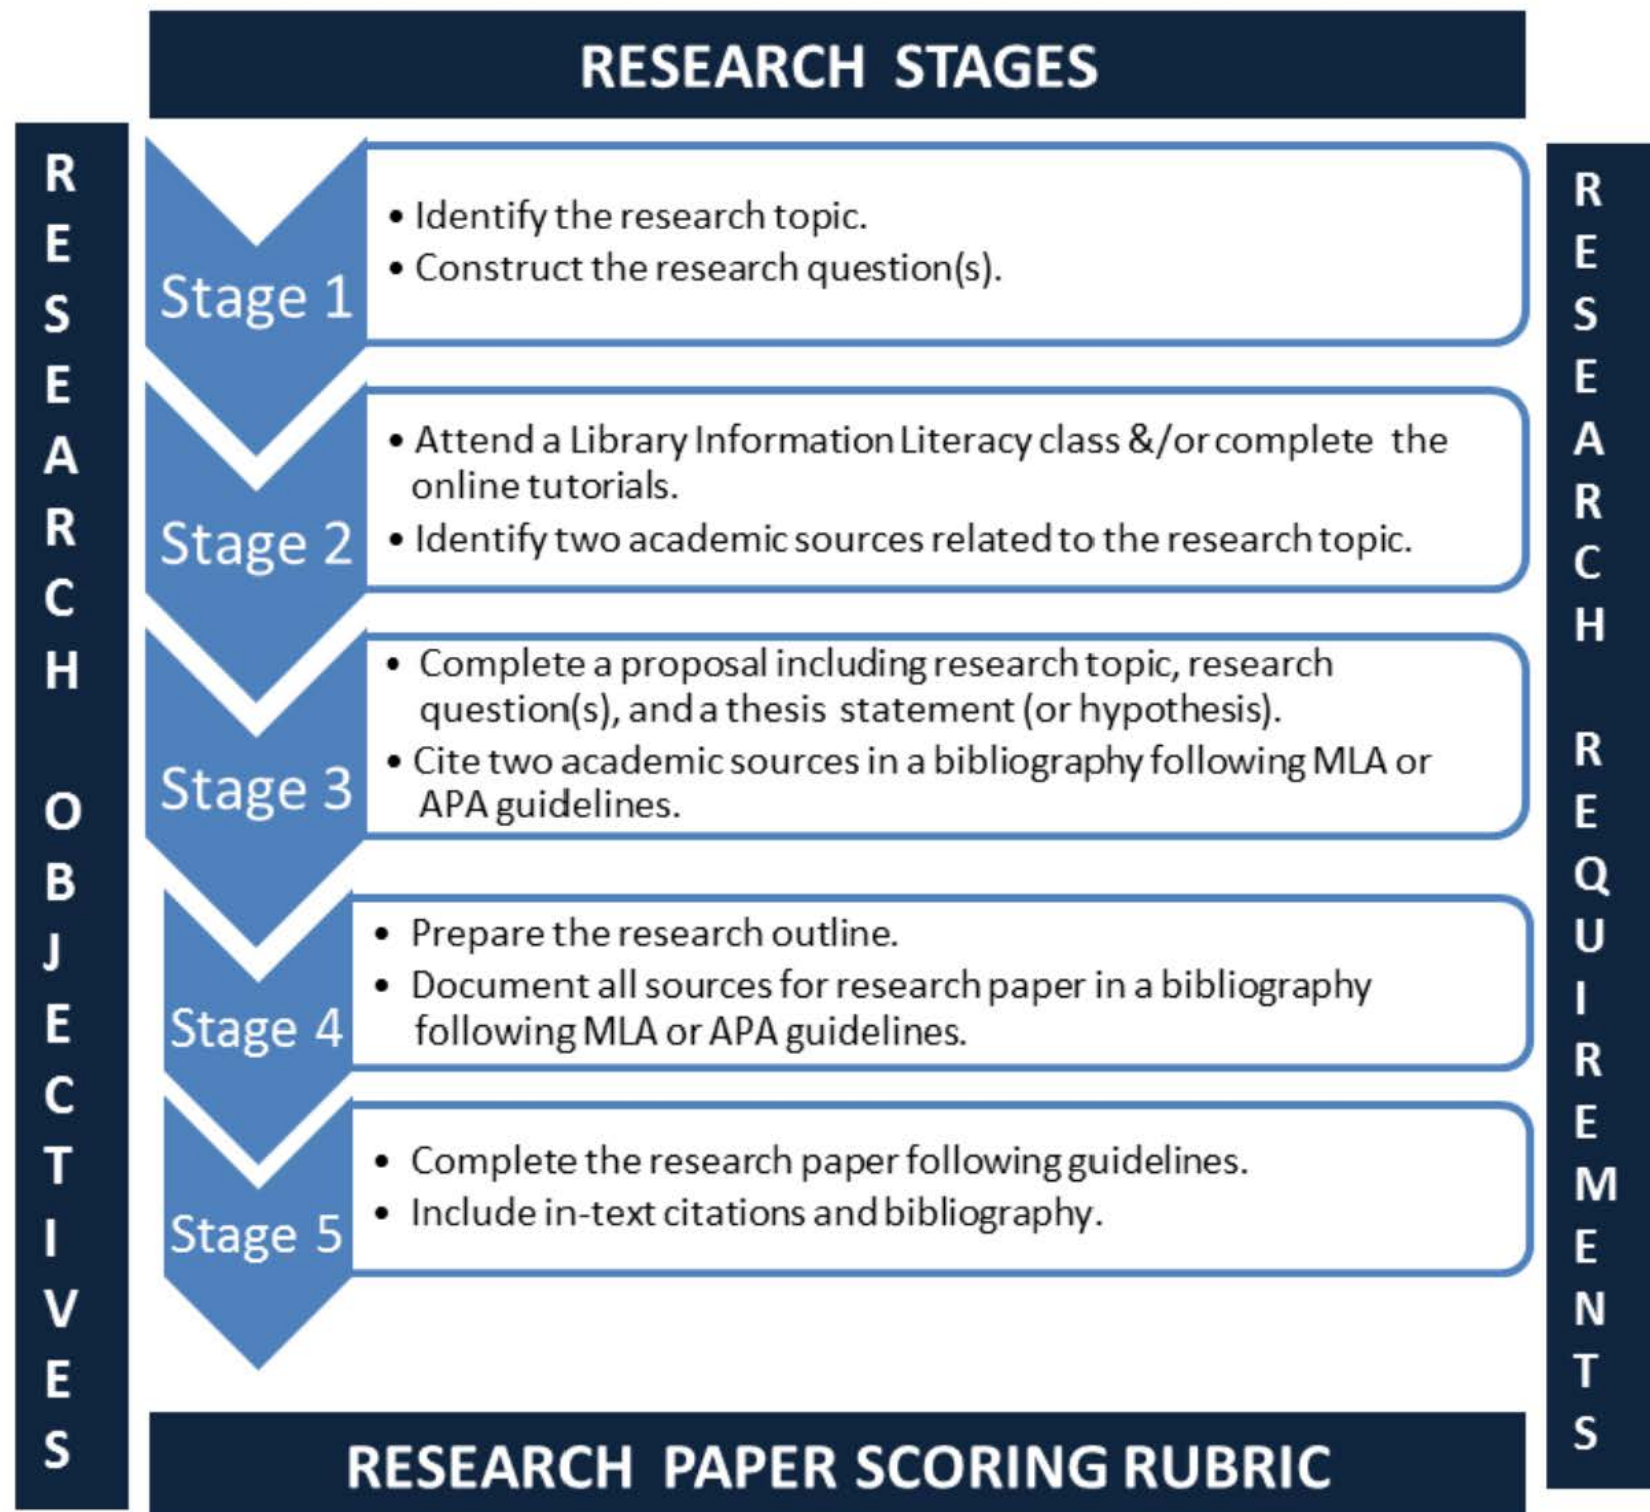 RESEARCH STAGES
RESEARCH OBJECTIVES
Stage 1
• Identify the research topic.
• Construct the research question(s).
Stage 2
• Attend a Library Information Literacy class &/or complete the
online tutorials.
• Identify two academic sources related to the research topic.
Stage 3
• Complete a proposal including research topic, research
question(s), and a thesis statement (or hypothesis).
• Cite two academic sources in a bibliography following MLA or
APA guidelines.
Stage 4
• Prepare the research outline.
• Document all sources for research paper in a bibliography
following MLA or APA guidelines.
Stage 5
• Complete the research paper following guidelines.
• Include in-text citations and bibliography.
RESEARCH REQUIREMENTS
RESEARCH PAPER SCORING RUBRIC